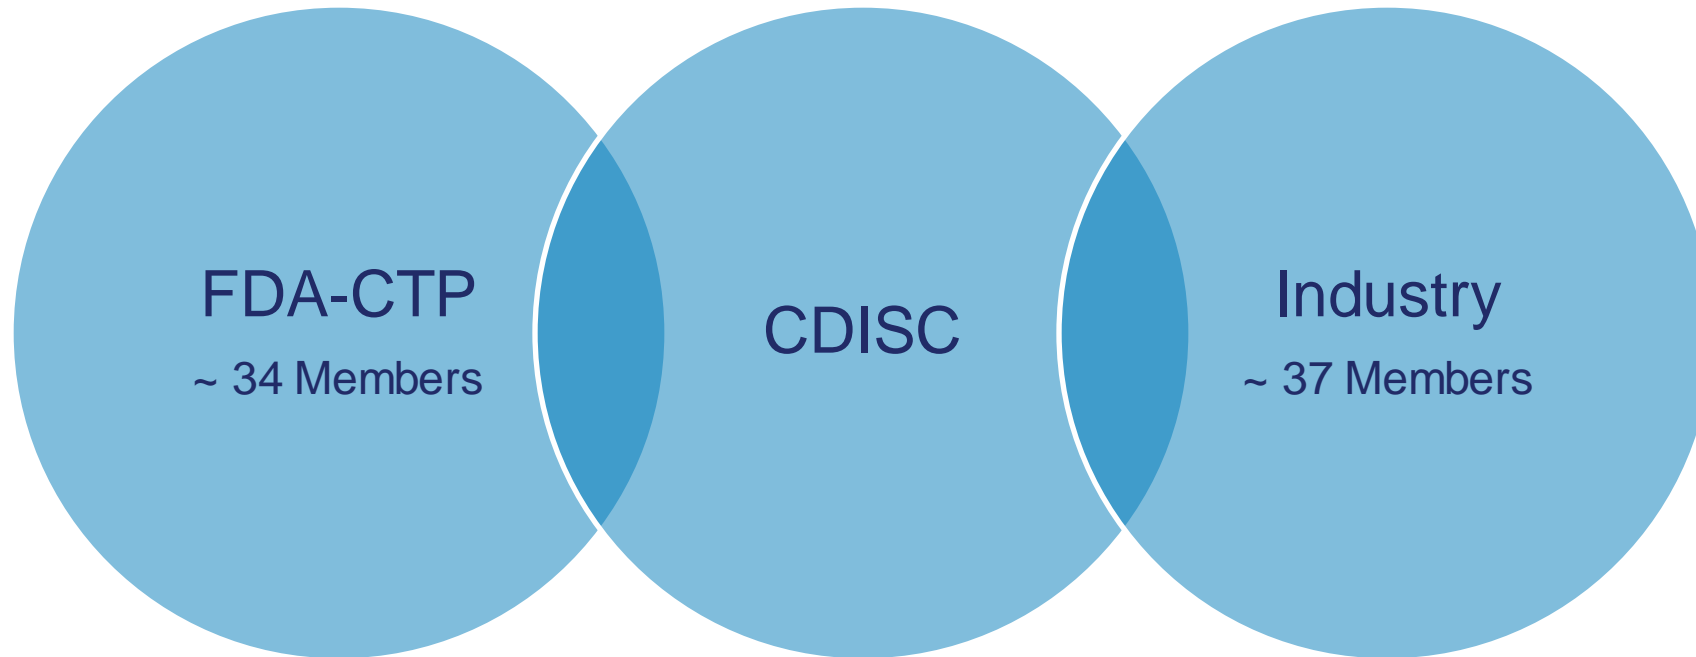 FDA-CTP
~ 34 Members
CDISC
Industry
~ 37 Members